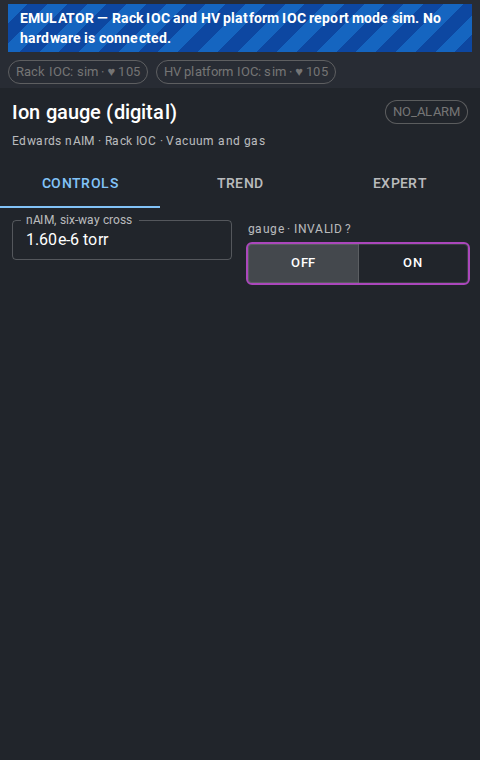 EMULATOR — Rack IOC and HV platform IOC report mode sim. No
hardware is connected.
Rack IOC: sim · ♥ 105
HV platform IOC: sim · ♥ 105
Ion gauge (digital)
NO_ALARM
Edwards nAIM · Rack IOC · Vacuum and gas
CONTROLS
TREND
EXPERT
nAIM, six-way cross
1.60e-6 torr
gauge · INVALID ?
OFF
ON